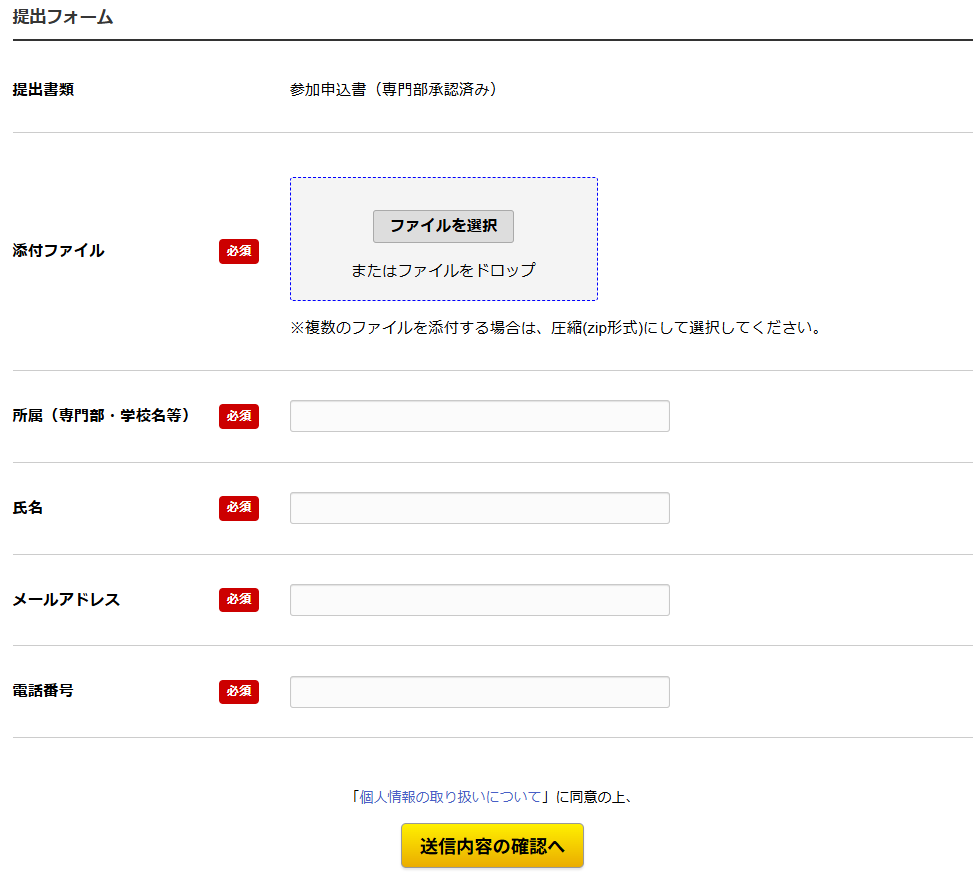 提出フォーム
提出書類
参加申込書（専門部承認済み）
添付ファイル
必須
ファイルを選択
またはファイルをドロップ
※複数のファイルを添付する場合は、圧縮(zip形式)にして選択してください。
所属（専門部・学校名等）
必須
氏名
必須
メールアドレス
必須
電話番号
必須
「個人情報の取り扱いについて」に同意の上、
送信内容の確認へ